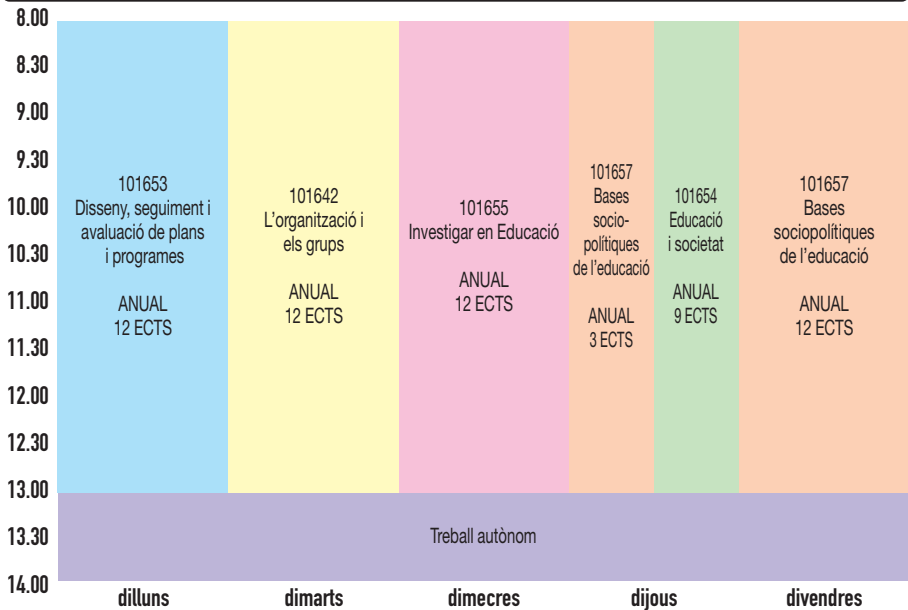 8.00
8.30
9.00
9.30
10.00
10.30
11.00
11.30
12.00
12.30
13.00
13.30
14.00
101653
Disseny, seguiment i
avaluació de plans
i programes
ANUAL
12 ECTS
101642
L'organització i
els grups
ANUAL
12 ECTS
101655
Investigar en Educació
ANUAL
12 ECTS
101657
Bases
socio-
polítiques
de l'educació
ANUAL
3 ECTS
101654
Educació
i societat
ANUAL
9 ECTS
101657
Bases
sociopolítiques
de l'educació
ANUAL
12 ECTS
Treball autònom
dilluns
dimarts
dimecres
dijous
divendres